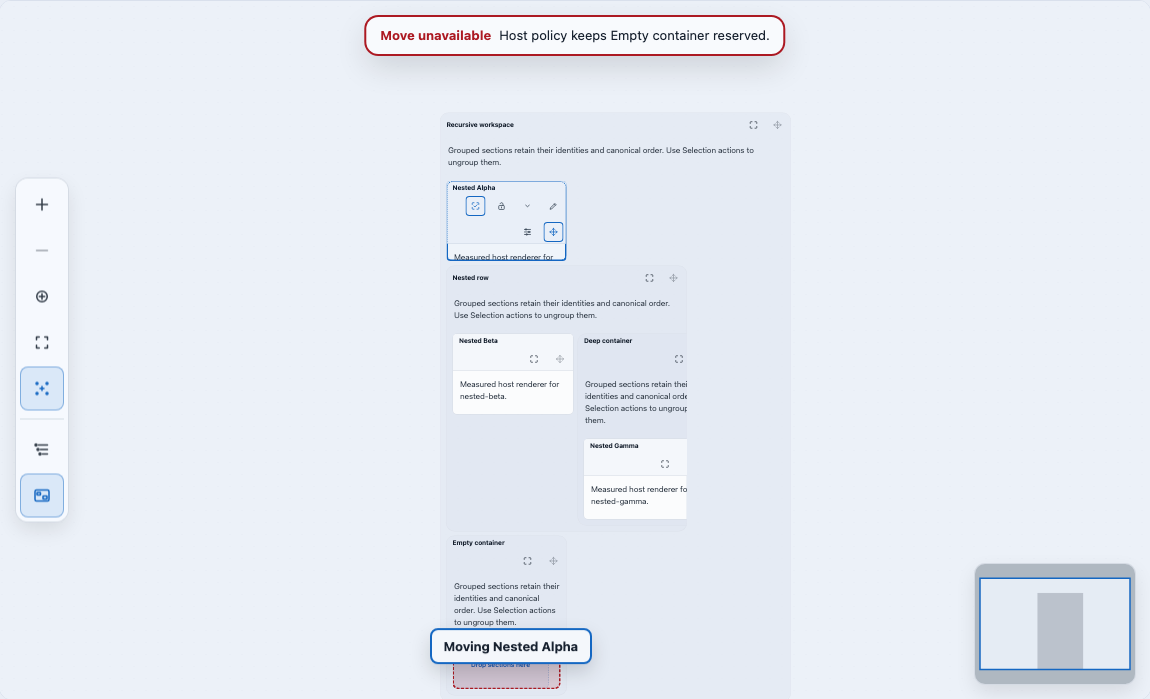 Move unavailable Host policy keeps Empty container reserved.
Recursive workspace
Grouped sections retain their identities and canonical order. Use Selection actions to
ungroup them.
Nested Alpha
Measured host renderer for
Nested row
Grouped sections retain their identities and canonical order.
Use Selection actions to ungroup them.
Nested Beta
Measured host renderer for
nested-beta.
Deep container
Grouped sections retain thei
identities and canonical orde
Selection actions to ungroup
them.
Nested Gamma
Measured host renderer fo
nested-gamma.
Empty container
Grouped sections retain their
identities and canonical
order. Use Selection actions
to ungroup them.
Moving Nested Alpha
Drop sections here